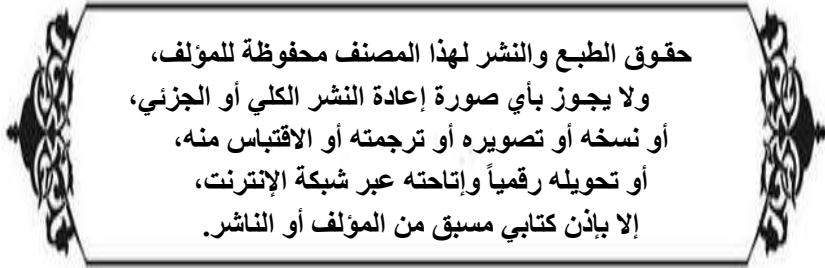 حقوق الطبع والنشر لهذا المصنف محفوظة للمؤلف،
ولا يجوز بأي صورة إعادة النشر الكلي أو الجزئي،
أو نسخه أو تصويره أو ترجمته أو الاقتباس منه،
أو تحويله رقمياً وإتاحته عبر شبكة الإنترنت،
إلا بإذن كتابي مسبق من المؤلف أو الناشر.